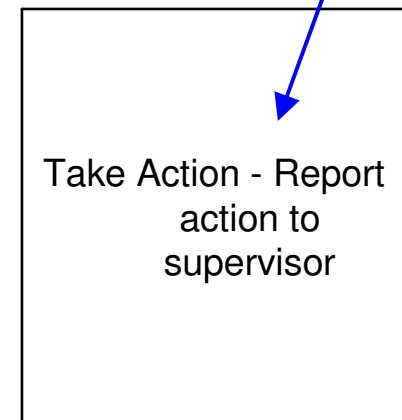 Take Action - Report
action to
supervisor